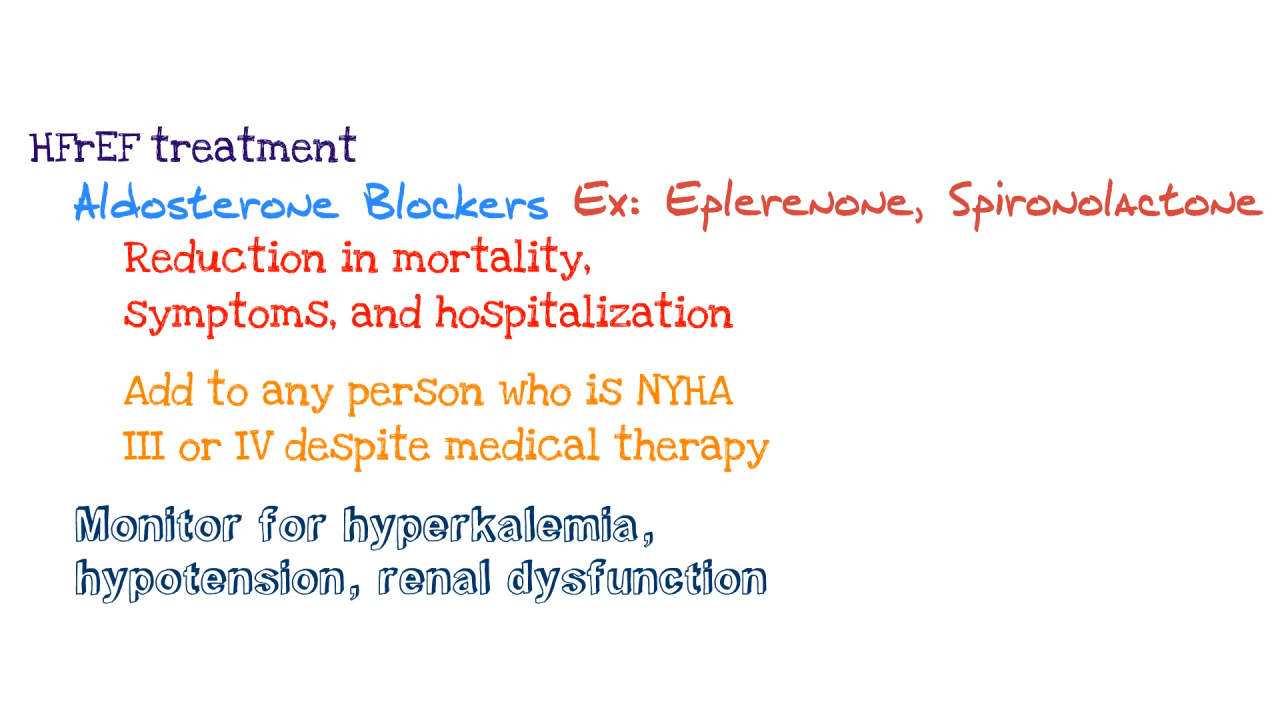 HFrEF treatment
Aldosterone Blockers Ex: Eplerenone, Spironolactone
Reduction in mortality,
symptoms, and hospitalization
Add to any person who is NYHA
III or IV despite medical therapy
Monitor for hyperkalemia,
hypotension, renal dysfunction